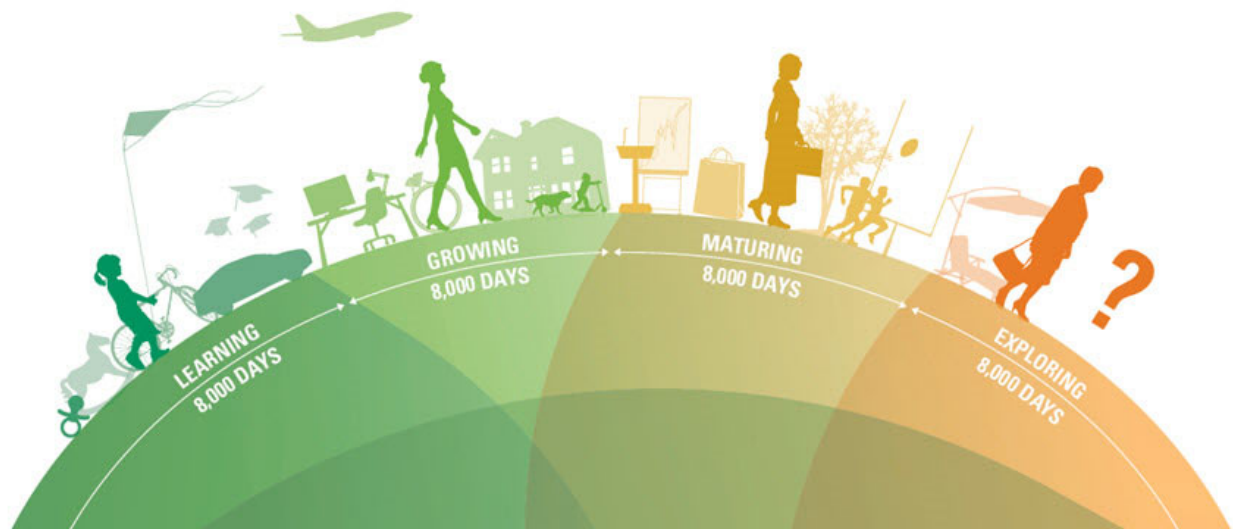 LEARNING
8,000 DAYS
GROWING
8,000 DAYS
MATURING
8,000 DAYS
EXPLORING
8,000 DAYS
?